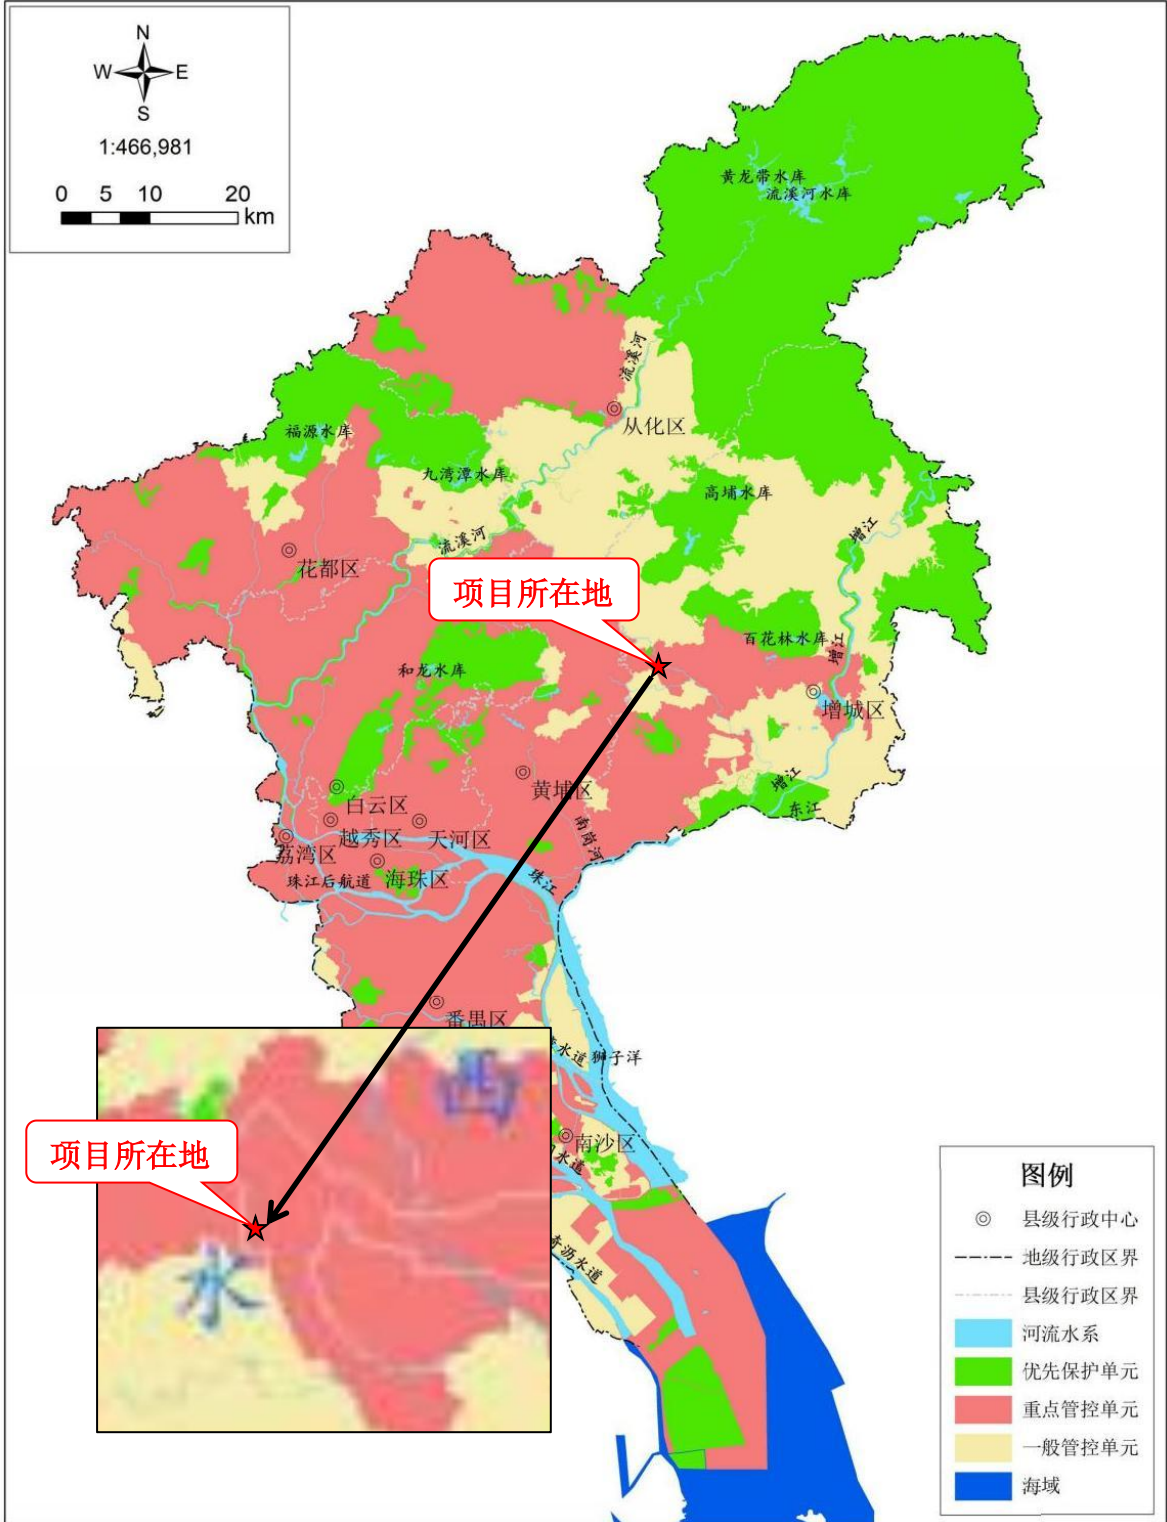 N
W E
S
1:466,981
0 5 10 20
km
黄龙带水库
流溪河水库
流溪河
从化区
福源水库
九湾潭水库
高埔水库
流溪河
增江
花都区
项目所在地
百花林水库
增江
和龙水库
增城区
黄埔区
增江
东江
白云区
越秀区
天河区
南岗河
荔湾区
珠江后航道
海珠区
珠江
番禺区
水道
狮子洋
西
南沙区
水道
项目所在地
水
沥水道
图例
县级行政中心
地级行政区界
县级行政区界
河流水系
优先保护单元
重点管控单元
一般管控单元
海域